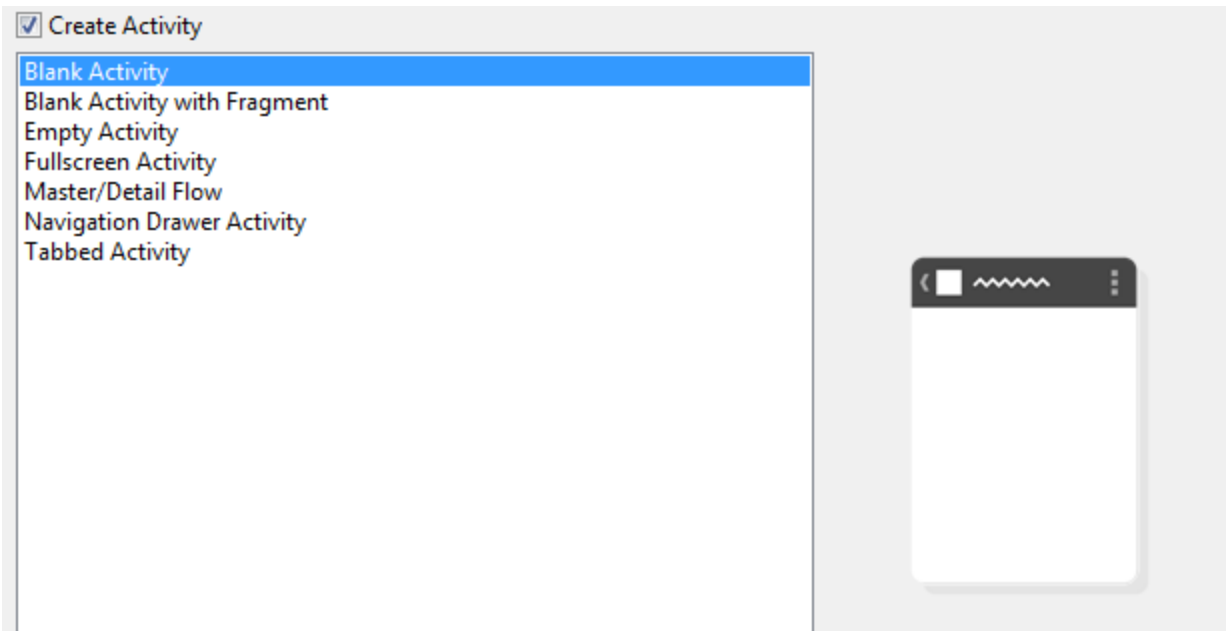 Create Activity
Blank Activity
Blank Activity with Fragment
Empty Activity
Fullscreen Activity
Master/Detail Flow
Navigation Drawer Activity
Tabbed Activity